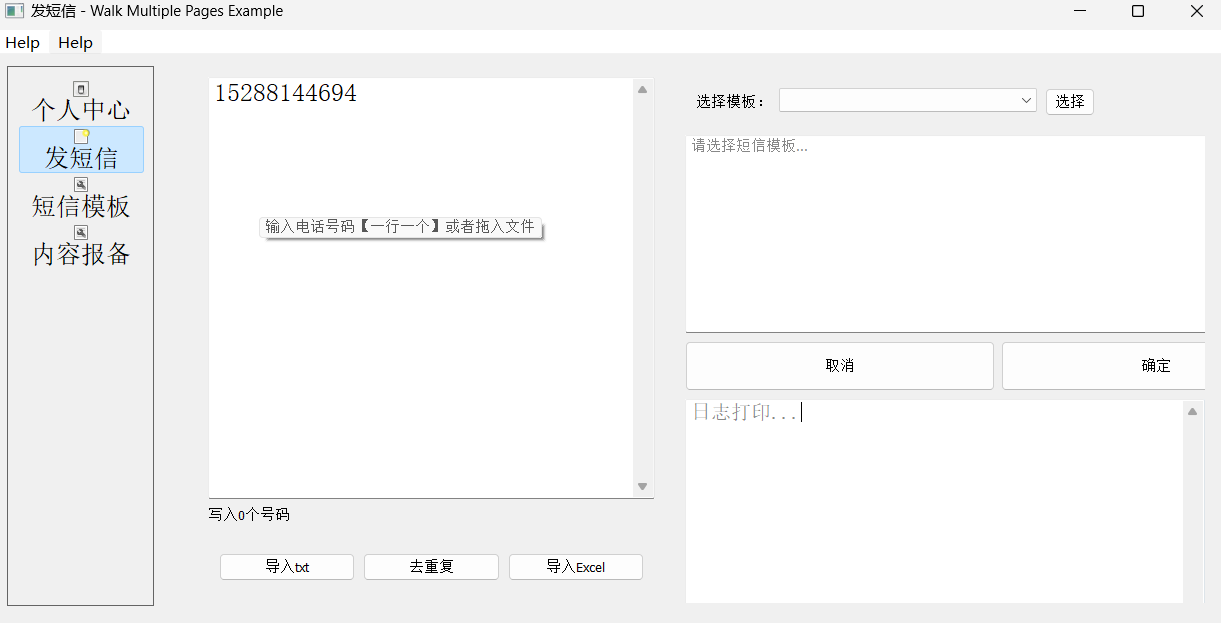 发短信 - Walk Multiple Pages Example
Help Help
个人中心
发短信
短信模板
内容报备
15288144694
输入电话号码【一行一个】或者拖入文件
写入0个号码
导入txt 去重复 导入Excel
选择模板： 选择
请选择短信模板...
取消 确定
日志打印...